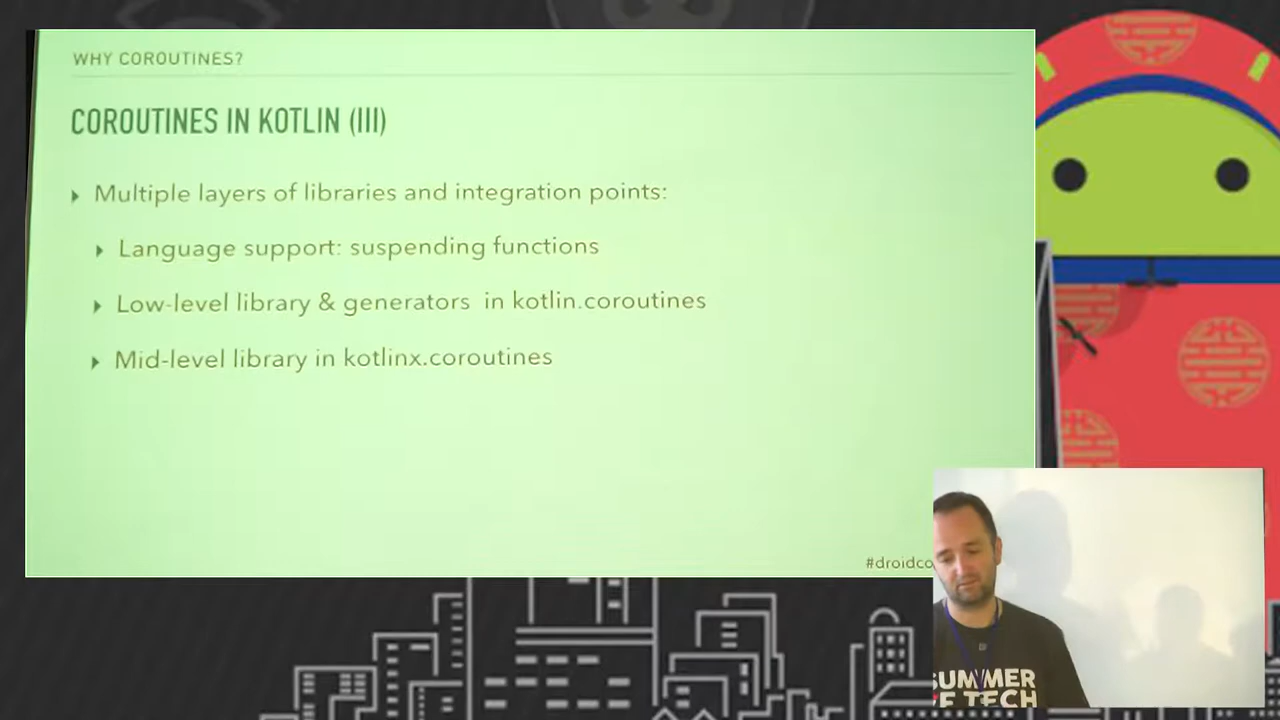 WHY COROUTINES?
COROUTINES IN KOTLIN (III)
Multiple layers of libraries and integration points:
Language support: suspending functions
Low-level library & generators in kotlin.coroutines
Mid-level library in kotlinx.coroutines
#droidco
SUMMER
OF TECH